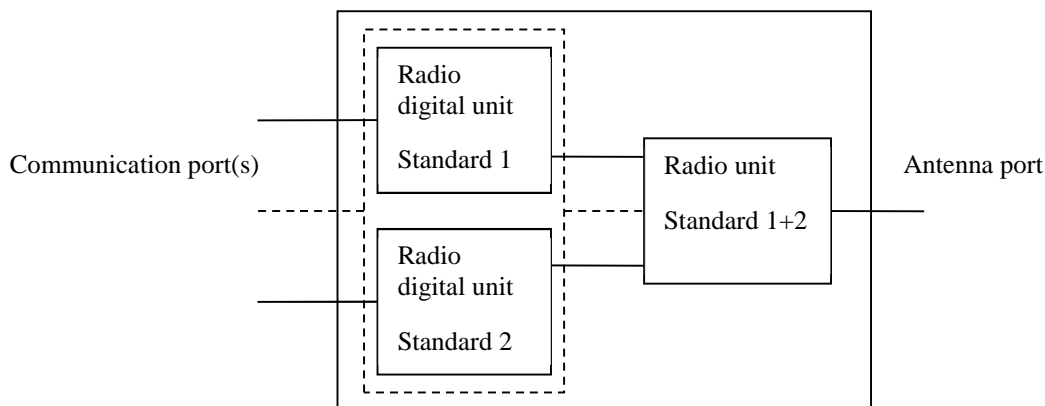 Communication port(s)
Radio
digital unit
Standard 1
Radio
digital unit
Standard 2
Radio unit
Standard 1+2
Antenna port